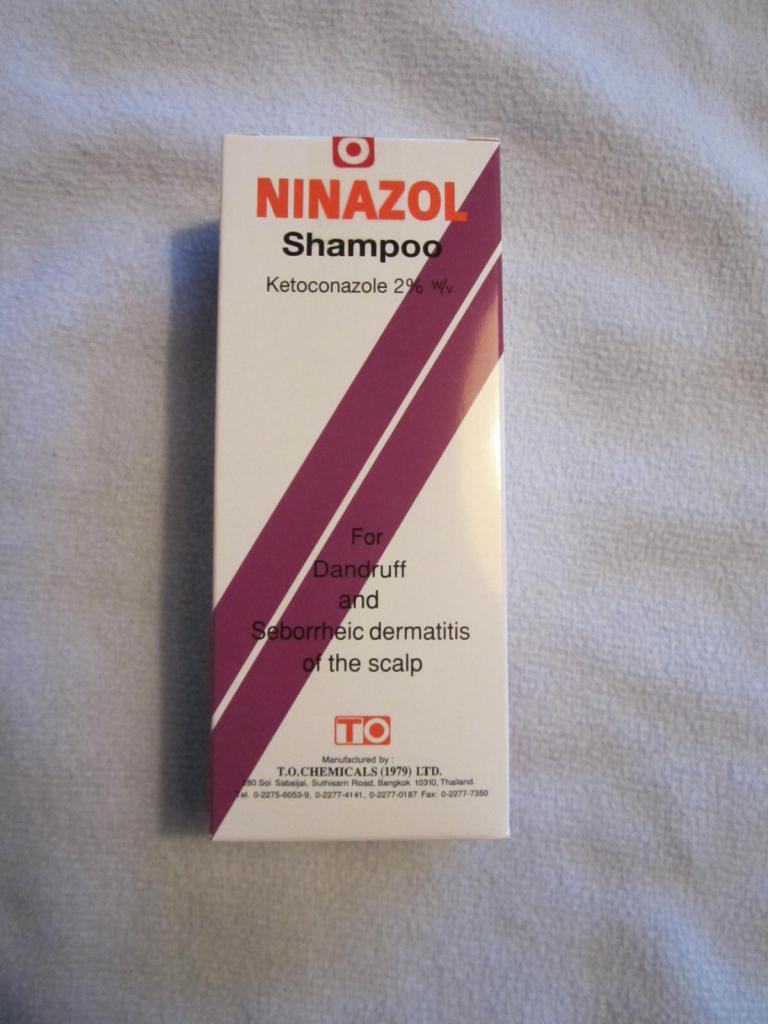 NINAZOL
Shampoo
Ketoconazole 2% w/v
For
Dandruff
and
Seborrheic dermatitis
of the scalp
TO
Manufactured by :
T.O.CHEMICALS (1979) LTD.
280 Soi Sabaijai, Suthisarn Road, Bangkok 10310, Thailand.
Tel. 0-2275-6053-9, 0-2277-4141, 0-2277-0187 Fax: 0-2277-7350